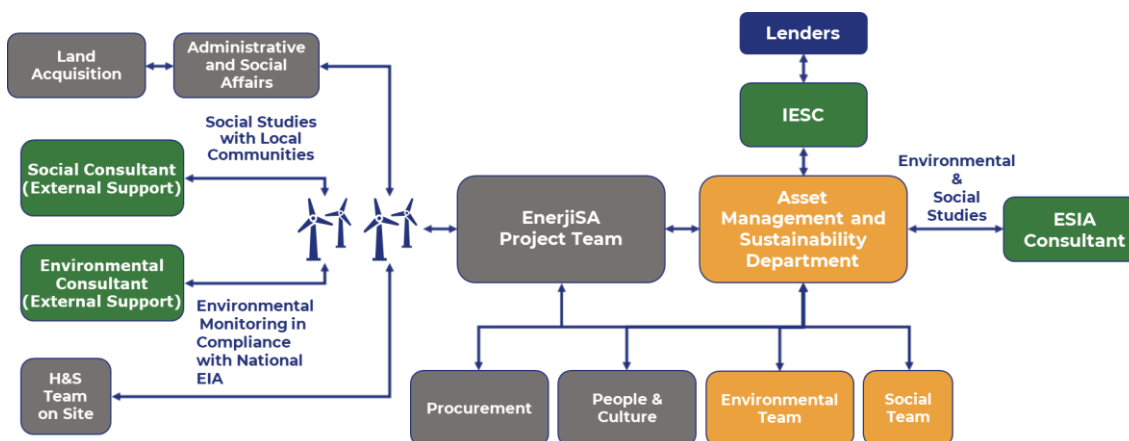 Lenders
Land
Acquisition
Administrative
and Social
Affairs
IESC
Social Studies
with Local
Communities
Social Consultant
(External Support)
Environmental
&
Social
Studies
EnerjiSA
Project Team
Asset
Management and
Sustainability
Department
ESIA
Consultant
Environmental
Consultant
(External Support)
Environmental
Monitoring in
Compliance
with National
EIA
H&S
Team
on Site
Procurement
People &
Culture
Environmental
Team
Social
Team